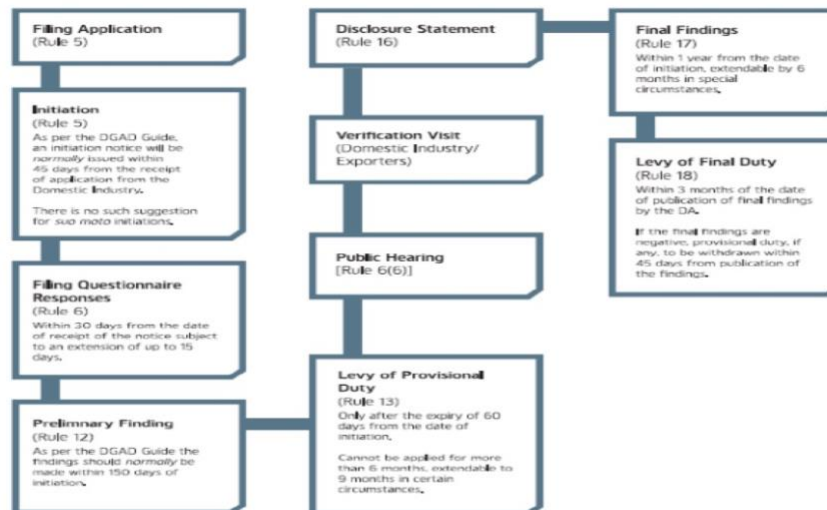 Filing Application
(Rule 5)
Initiation
(Rule 5)
As per the DGAD Guide,
an initiation notice will be
normally issued within
45 days from the receipt
of application from the
Domestic Industry.
There is no such suggestion
for suo moto initiations.
Filing Questionnaire
Responses
(Rule 6)
Within 30 days from the date
of receipt of the notice subject
to an extension of up to 15
days.
Prelimnary Finding
(Rule 12)
As per the DGAD Guide the
findings should normally be
made within 150 days of
initiation.
Levy of Provisional
Duty
(Rule 13)
Only after the expiry of 60
days from the date of
initiation.
Cannot be applied for more
than 6 months, extendable to
9 months in certain
circumstances.
Public Hearing
[Rule 6(6)]
Verification Visit
(Domestic Industry/
Exporters)
Disclosure Statement
(Rule 16)
Final Findings
(Rule 17)
Within 1 year from the date
of initiation, extendable by 6
months in special
circumstances.
Levy of Final Duty
(Rule 18)
Within 3 months of the date
of publication of final findings
by the DA.
If the final findings are
negative, provisional duty, if
any, to be withdrawn within
45 days from publication of
the findings.